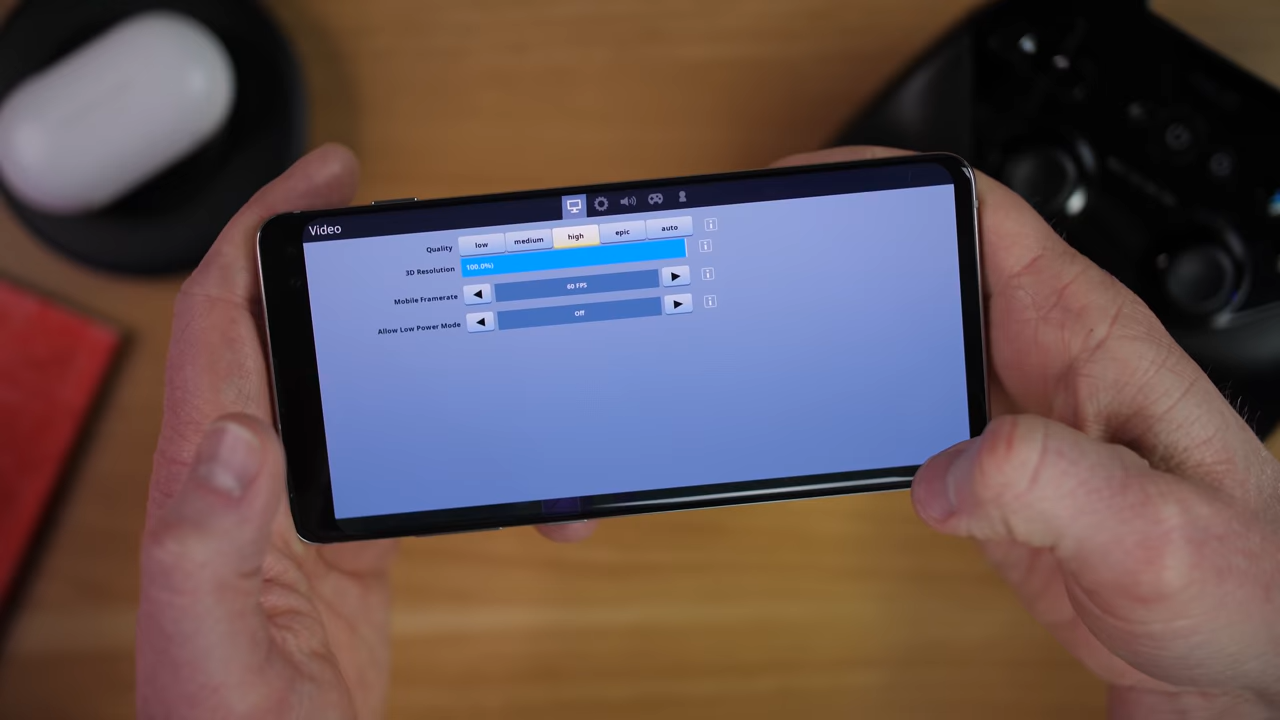 Video
Quality low medium high epic auto
3D Resolution 100.0%)
Mobile Framerate 60 FPS
Allow Low Power Mode Off